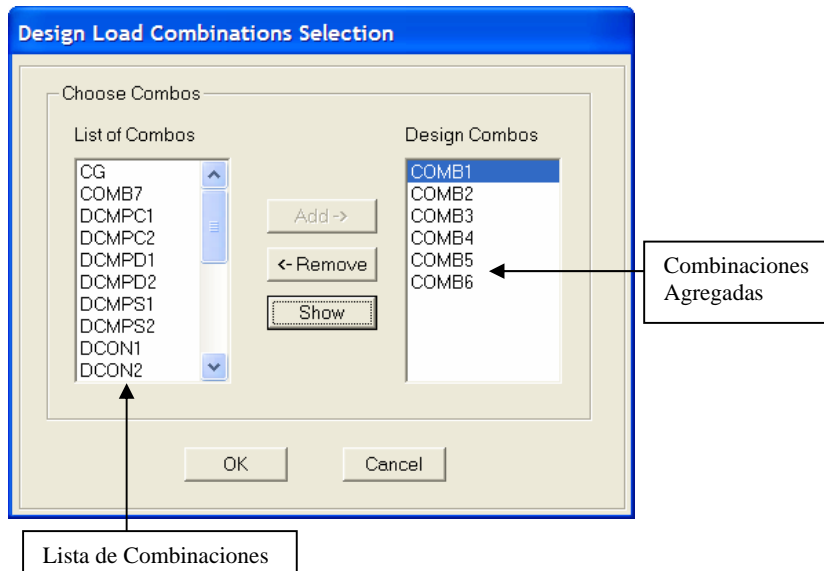 Design Load Combinations Selection
Choose Combos
List of Combos
CG
COMB7
DCMPC1
DCMPC2
DCMPD1
DCMPD2
DCMPS1
DCMPS2
DCON1
DCON2
Add ->
<- Remove
Show
Design Combos
COMB1
COMB2
COMB3
COMB4
COMB5
COMB6
Combinaciones
Agregadas
OK
Cancel
Lista de Combinaciones